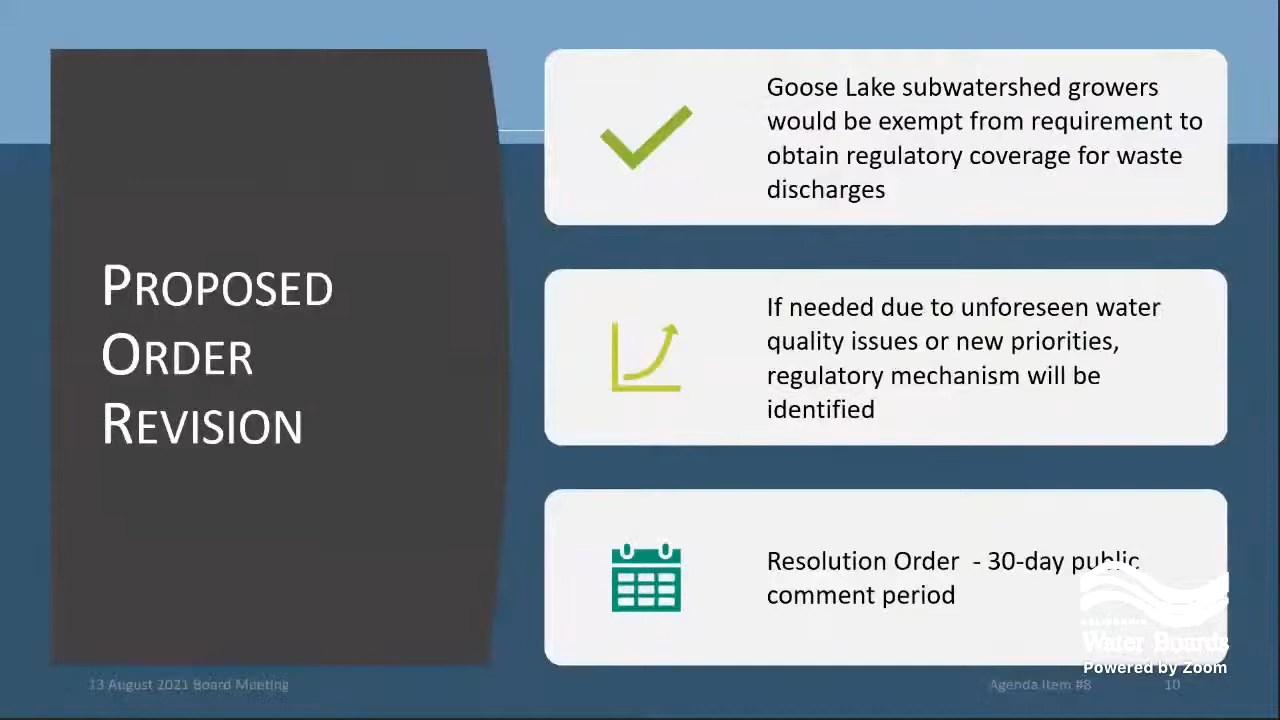 PROPOSED
ORDER
REVISION
Goose Lake subwatershed growers
would be exempt from requirement to
obtain regulatory coverage for waste
discharges
If needed due to unforeseen water
quality issues or new priorities,
regulatory mechanism will be
identified
Resolution Order - 30-day public
comment period
CALIFORNIA
Water Boards
Powered by Zoom
13 August 2021 Board Meeting
Agenda Item #8
10